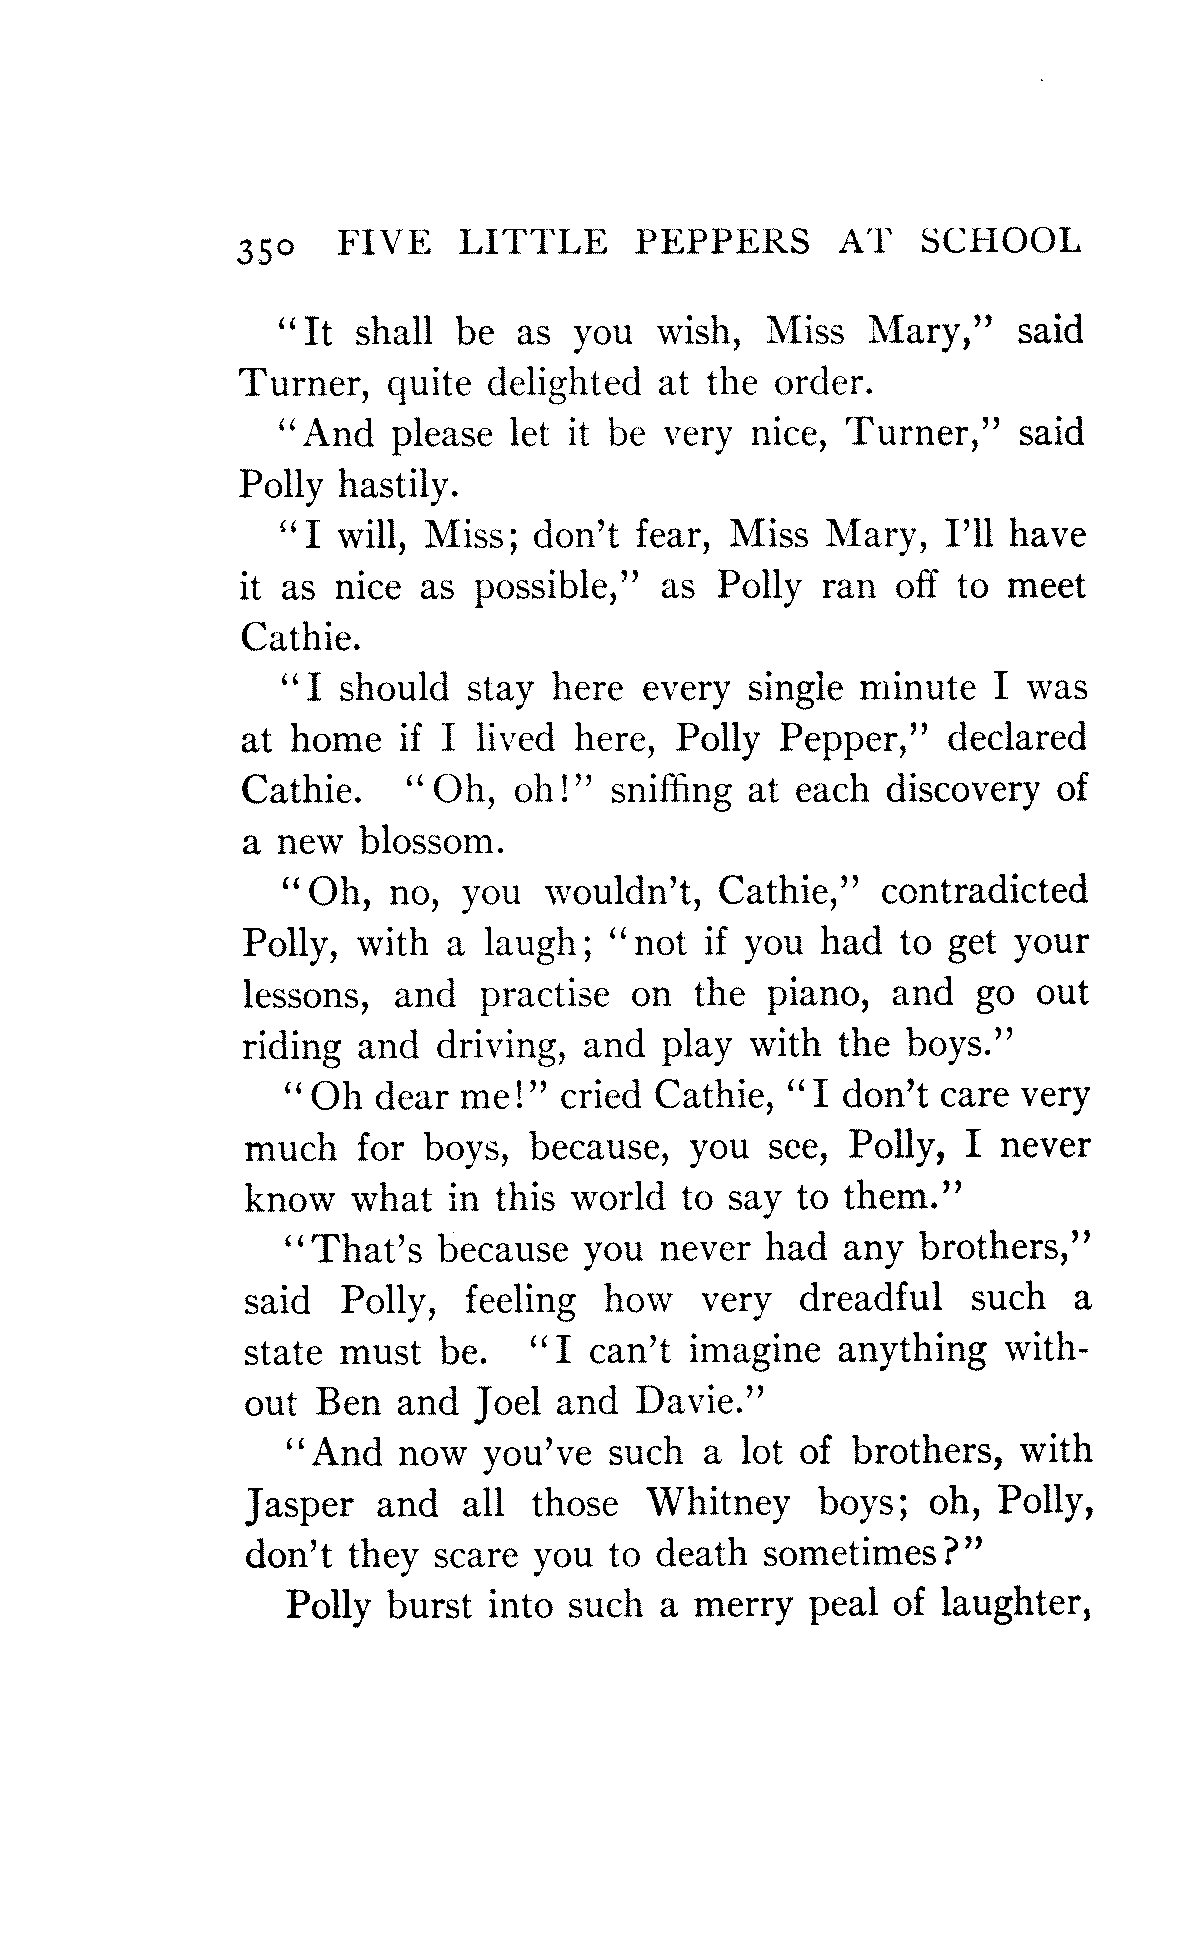 350 FIVE LITTLE PEPPERS AT SCHOOL
"It shall be as you wish, Miss Mary," said
Turner, quite delighted at the order.
"And please let it be very nice, Turner," said
Polly hastily.
"I will, Miss; don't fear, Miss Mary, I'll have
it as nice as possible," as Polly ran off to meet
Cathie.
"I should stay here every single minute I was
at home if I lived here, Polly Pepper," declared
Cathie. "Oh, oh!" sniffing at each discovery of
a new blossom.
"Oh, no, you wouldn't, Cathie," contradicted
Polly, with a laugh; "not if you had to get your
lessons, and practise on the piano, and go out
riding and driving, and play with the boys."
"Oh dear me!" cried Cathie, "I don't care very
much for boys, because, you see, Polly, I never
know what in this world to say to them."
"That's because you never had any brothers,"
said Polly, feeling how very dreadful such a
state must be. "I can't imagine anything with-
out Ben and Joel and Davie."
"And now you've such a lot of brothers, with
Jasper and all those Whitney boys; oh, Polly,
don't they scare you to death sometimes?"
Polly burst into such a merry peal of laughter,